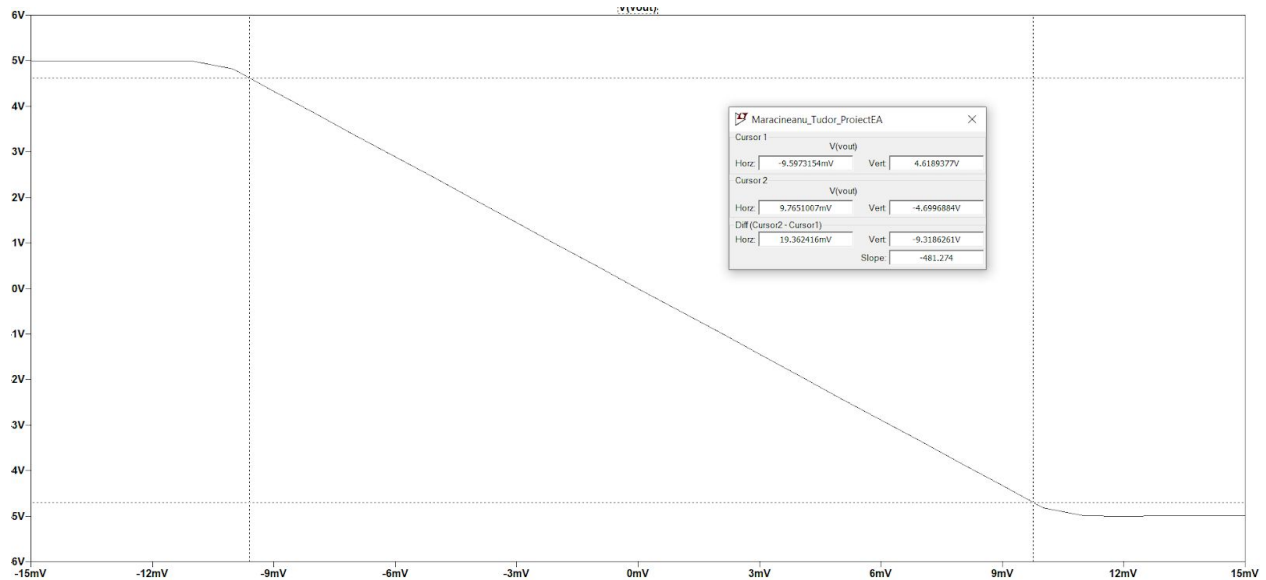 V(vout)
6V
5V
4V
3V
2V
1V
0V
-1V
2V
3V
4V
5V
6V
-15mV -12mV -9mV -6mV -3mV 0mV 3mV 6mV 9mV 12mV 15mV
Maracineanu_Tudor_ProiectEA
Cursor 1
V(vout)
Horz: -9.5973154mV Vert: 4.6189377V
Cursor 2
V(vout)
Horz: 9.7651007mV Vert: -4.6996884V
Diff (Cursor2 - Cursor1)
Horz: 19.362416mV Vert: -9.3186261V
Slope: -481.274